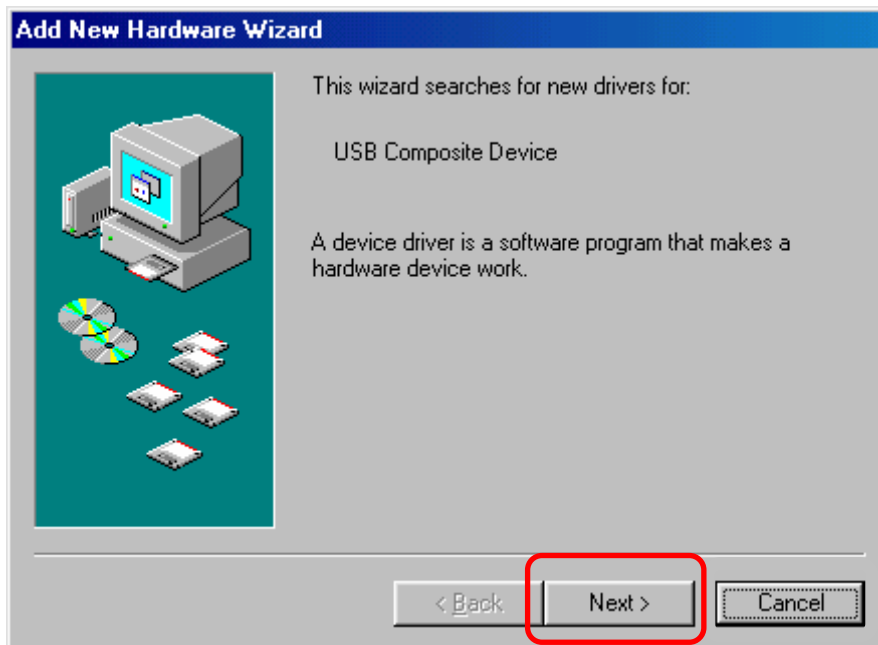 Add New Hardware Wizard
This wizard searches for new drivers for:
USB Composite Device
A device driver is a software program that makes a
hardware device work.
< Back
Next >
Cancel